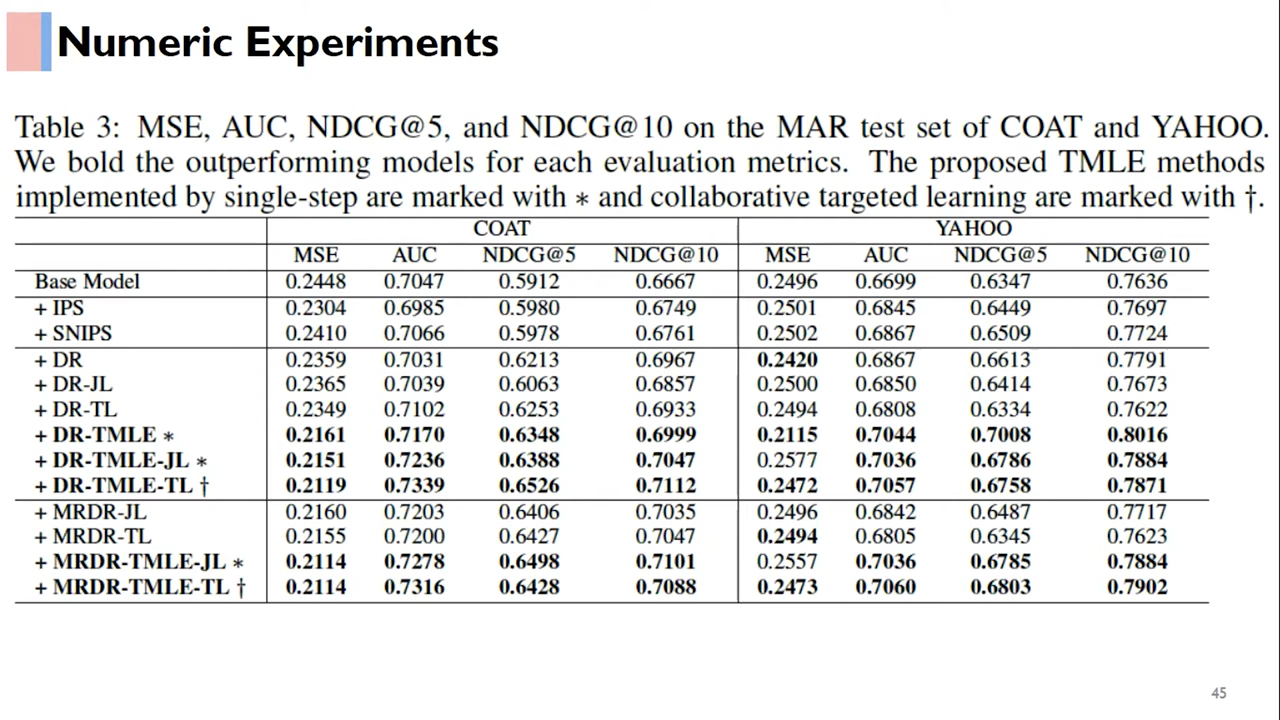 Numeric Experiments
Table 3: MSE, AUC, NDCG@5, and NDCG@10 on the MAR test set of COAT and YAHOO.
We bold the outperforming models for each evaluation metrics. The proposed TMLE methods
implemented by single-step are marked with ∗ and collaborative targeted learning are marked with †.
COAT YAHOO
MSE AUC NDCG@5 NDCG@10 MSE AUC NDCG@5 NDCG@10
Base Model 0.2448 0.7047 0.5912 0.6667 0.2496 0.6699 0.6347 0.7636
+ IPS 0.2304 0.6985 0.5980 0.6749 0.2501 0.6845 0.6449 0.7697
+ SNIPS 0.2410 0.7066 0.5978 0.6761 0.2502 0.6867 0.6509 0.7724
+ DR 0.2359 0.7031 0.6213 0.6967 0.2420 0.6867 0.6613 0.7791
+ DR-JL 0.2365 0.7039 0.6063 0.6857 0.2500 0.6850 0.6414 0.7673
+ DR-TL 0.2349 0.7102 0.6253 0.6933 0.2494 0.6808 0.6334 0.7622
+ DR-TMLE ∗ 0.2161 0.7170 0.6348 0.6999 0.2115 0.7044 0.7008 0.8016
+ DR-TMLE-JL ∗ 0.2151 0.7236 0.6388 0.7047 0.2577 0.7036 0.6786 0.7884
+ DR-TMLE-TL † 0.2119 0.7339 0.6526 0.7112 0.2472 0.7057 0.6758 0.7871
+ MRDR-JL 0.2160 0.7203 0.6406 0.7035 0.2496 0.6842 0.6487 0.7717
+ MRDR-TL 0.2155 0.7200 0.6427 0.7047 0.2494 0.6805 0.6345 0.7623
+ MRDR-TMLE-JL ∗ 0.2114 0.7278 0.6498 0.7101 0.2557 0.7036 0.6785 0.7884
+ MRDR-TMLE-TL † 0.2114 0.7316 0.6428 0.7088 0.2473 0.7060 0.6803 0.7902
45